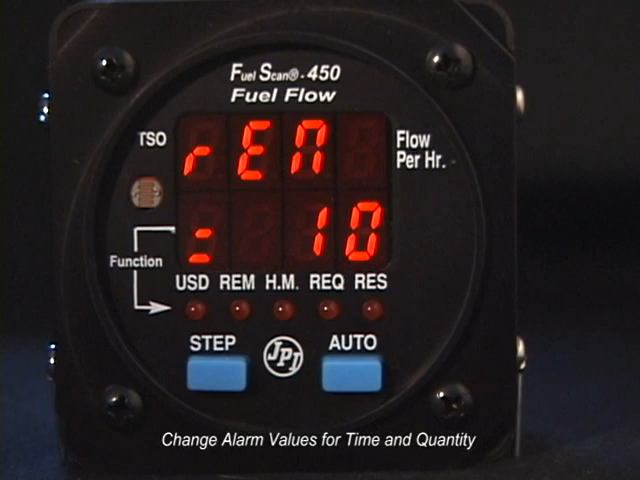 Fuel Scan® - 450
Fuel Flow
TSO
rEM
Flow
Per Hr.
= 10
Function
USD REM H.M. REQ RES
STEP
JPI
AUTO
Change Alarm Values for Time and Quantity